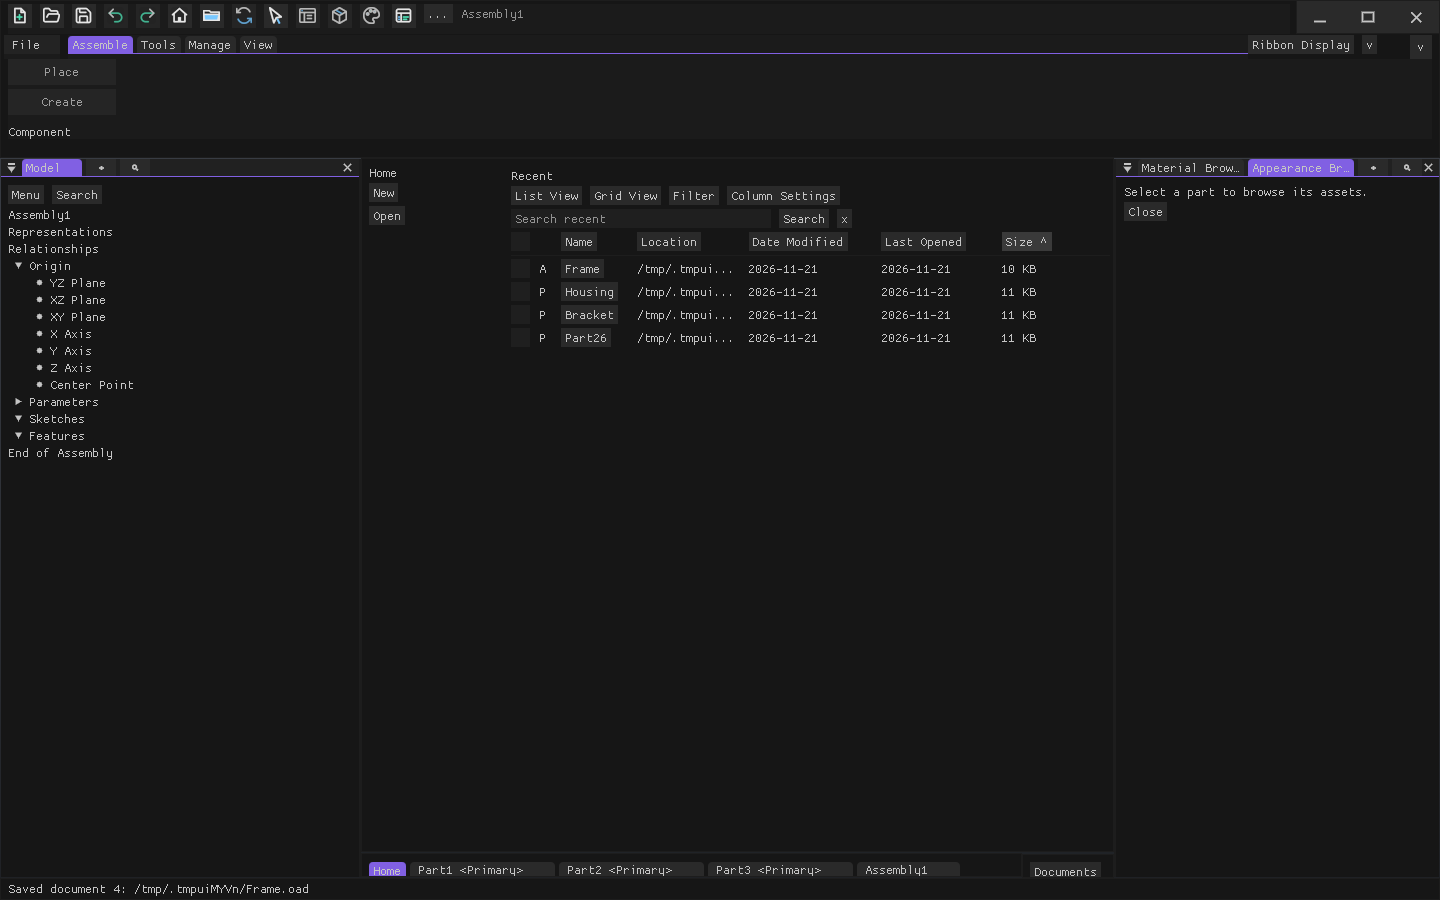 ... Assembly1
File Assemble Tools Manage View Ribbon Display v v
Place
Create
Component
Model
Menu Search
Assembly1
Representations
Relationships
Origin
YZ Plane
XZ Plane
XY Plane
X Axis
Y Axis
Z Axis
Center Point
Parameters
Sketches
Features
End of Assembly
Home
New
Open
Recent
List View Grid View Filter Column Settings
Search recent Search x
Name Location Date Modified Last Opened Size ^
A Frame /tmp/.tmpui... 2026-11-21 2026-11-21 10 KB
P Housing /tmp/.tmpui... 2026-11-21 2026-11-21 11 KB
P Bracket /tmp/.tmpui... 2026-11-21 2026-11-21 11 KB
P Part26 /tmp/.tmpui... 2026-11-21 2026-11-21 11 KB
Material Brow… Appearance Br…
Select a part to browse its assets.
Close
Home Part1 <Primary> Part2 <Primary> Part3 <Primary> Assembly1 Documents
Saved document 4: /tmp/.tmpuiMYVn/Frame.oad